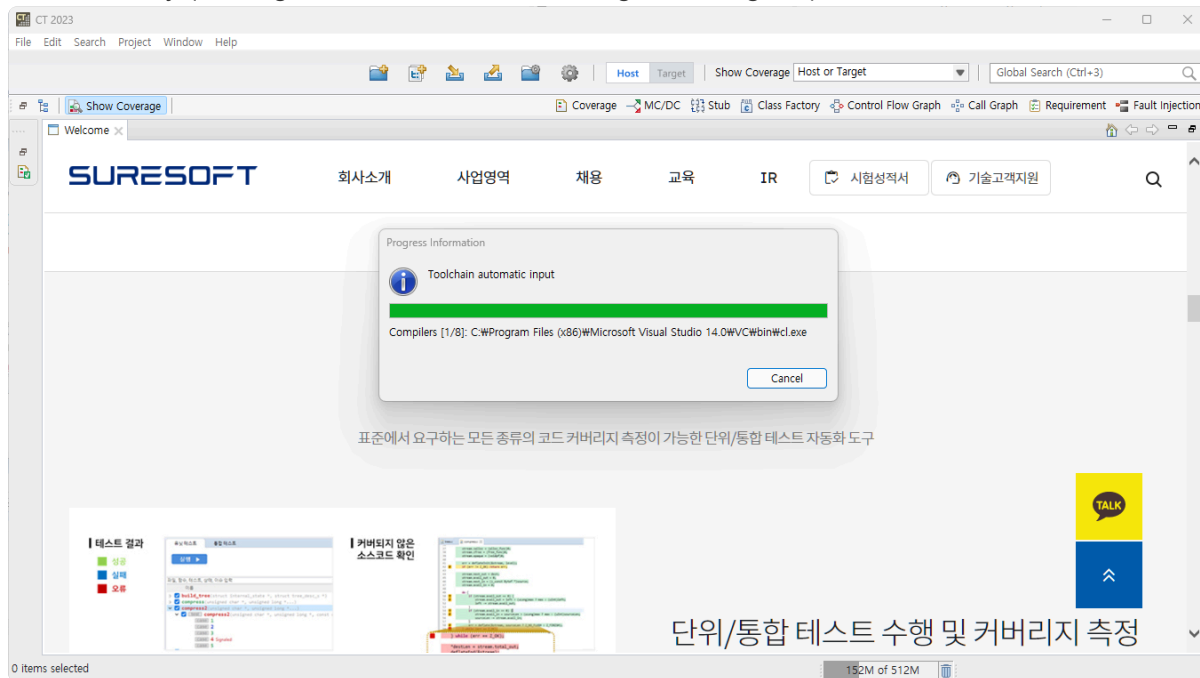 CT 2023
File Edit Search Project Window Help
Host Target Show Coverage Host or Target Global Search (Ctrl+3)
Show Coverage Coverage MC/DC Stub Class Factory Control Flow Graph Call Graph Requirement Fault Injection
Welcome
SURESOFT 회사소개 사업영역 채용 교육 IR 시험성적서 기술고객지원
Progress Information
Toolchain automatic input
Compilers [1/8]: C:₩Program Files (x86)₩Microsoft Visual Studio 14.0₩VC₩bin₩cl.exe
Cancel
표준에서 요구하는 모든 종류의 코드 커버리지 측정이 가능한 단위/통합 테스트 자동화 도구
TALK
테스트 결과
성공
실패
오류
커버되지 않은
소스코드 확인
단위/통합 테스트 수행 및 커버리지 측정
0 items selected 152M of 512M